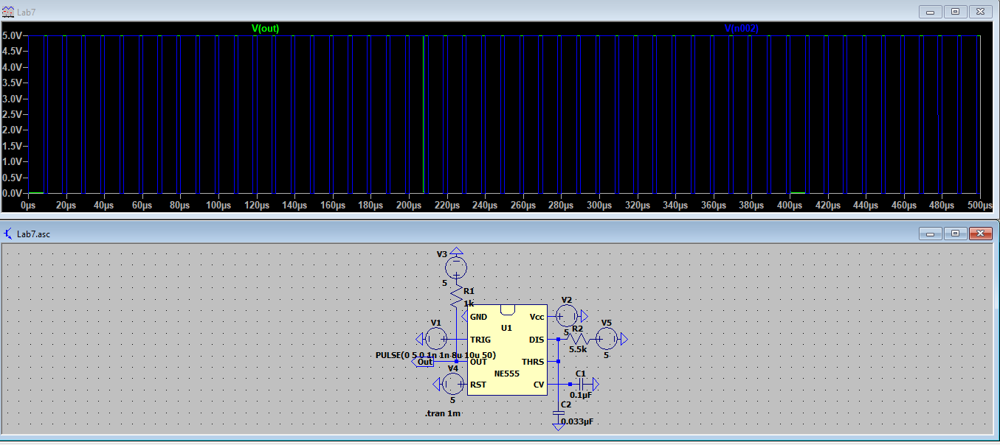 Lab7
V(out) V(n002)
5.0V
4.5V
4.0V
3.5V
3.0V
2.5V
2.0V
1.5V
1.0V
0.5V
0.0V
0µs 20µs 40µs 60µs 80µs 100µs 120µs 140µs 160µs 180µs 200µs 220µs 240µs 260µs 280µs 300µs 320µs 340µs 360µs 380µs 400µs 420µs 440µs 460µs 480µs 500µs
Lab7.asc
V3
5
R1
1k
GND
Vcc
V2
5
U1
V1
TRIG
DIS
R2
5.5k
V5
5
PULSE(0 5 0 1n 1n 8u 10u 50)
Out
OUT
THRS
V4
NE555
RST
CV
C1
0.1µF
5
C2
.tran 1m
0.033µF